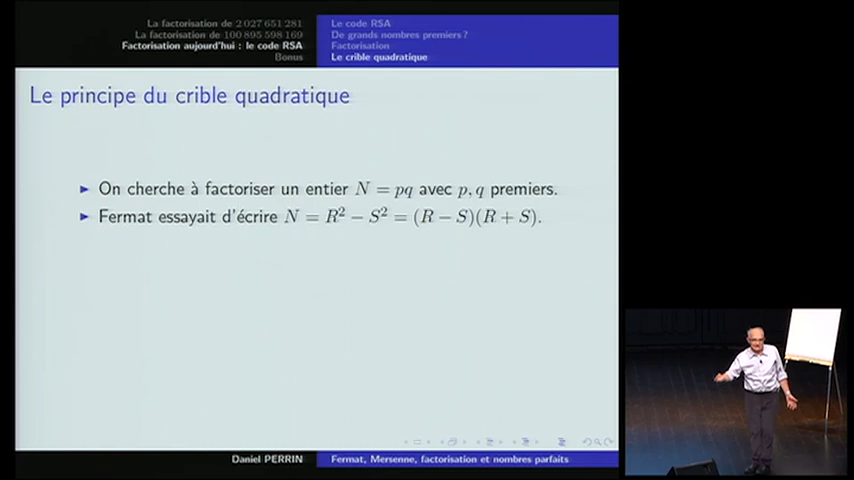 La factorisation de 2 027 651 281
La factorisation de 100 895 598 169
Factorisation aujourd'hui : le code RSA
Bonus
Le code RSA
De grands nombres premiers ?
Factorisation
Le crible quadratique
Le principe du crible quadratique
On cherche à factoriser un entier N = pq avec p, q premiers.
Fermat essayait d'écrire N = R² − S² = (R − S)(R + S).
Daniel PERRIN
Fermat, Mersenne, factorisation et nombres parfaits